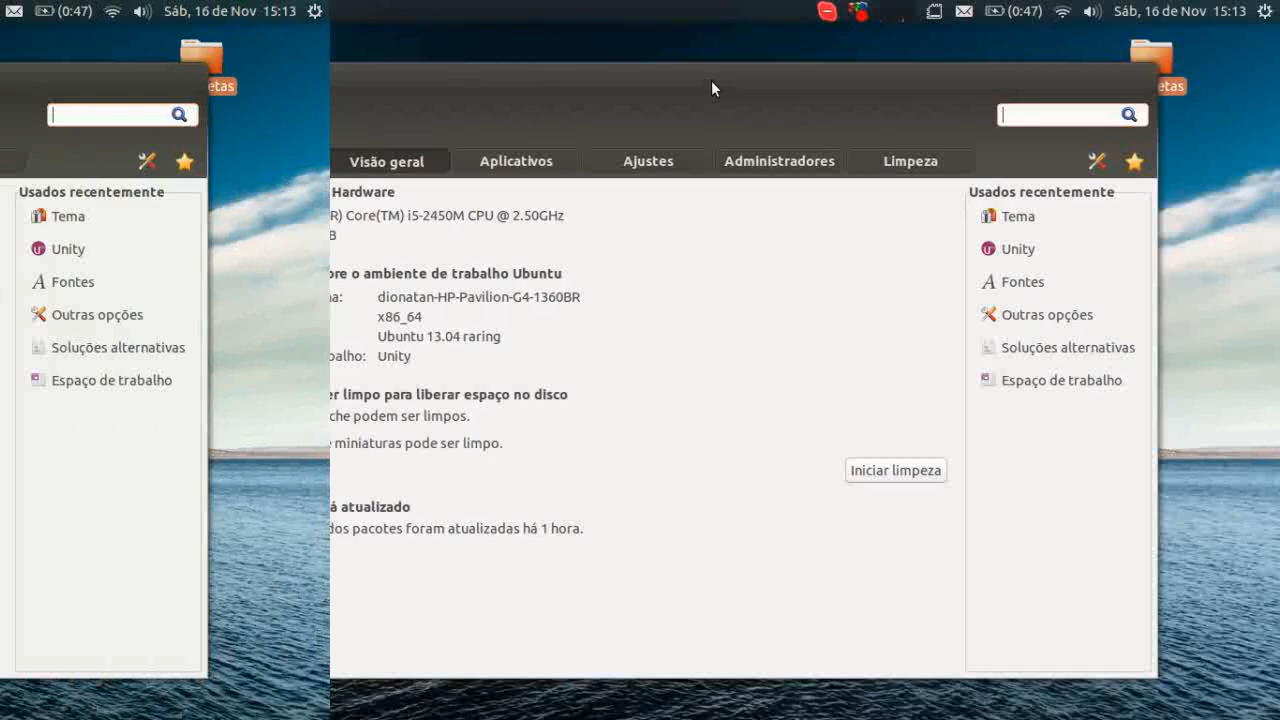 (0:47) Sáb, 16 de Nov 15:13
etas
Usados recentemente
Tema
Unity
Fontes
Outras opções
Soluções alternativas
Espaço de trabalho
(0:47) Sáb, 16 de Nov 15:13
etas
Visão geral Aplicativos Ajustes Administradores Limpeza
Hardware
R) Core(TM) i5-2450M CPU @ 2.50GHz
B
re o ambiente de trabalho Ubuntu
na: dionatan-HP-Pavilion-G4-1360BR
x86_64
Ubuntu 13.04 raring
balho: Unity
er limpo para liberar espaço no disco
che podem ser limpos.
e miniaturas pode ser limpo.
Iniciar limpeza
á atualizado
dos pacotes foram atualizadas há 1 hora.
Usados recentemente
Tema
Unity
Fontes
Outras opções
Soluções alternativas
Espaço de trabalho